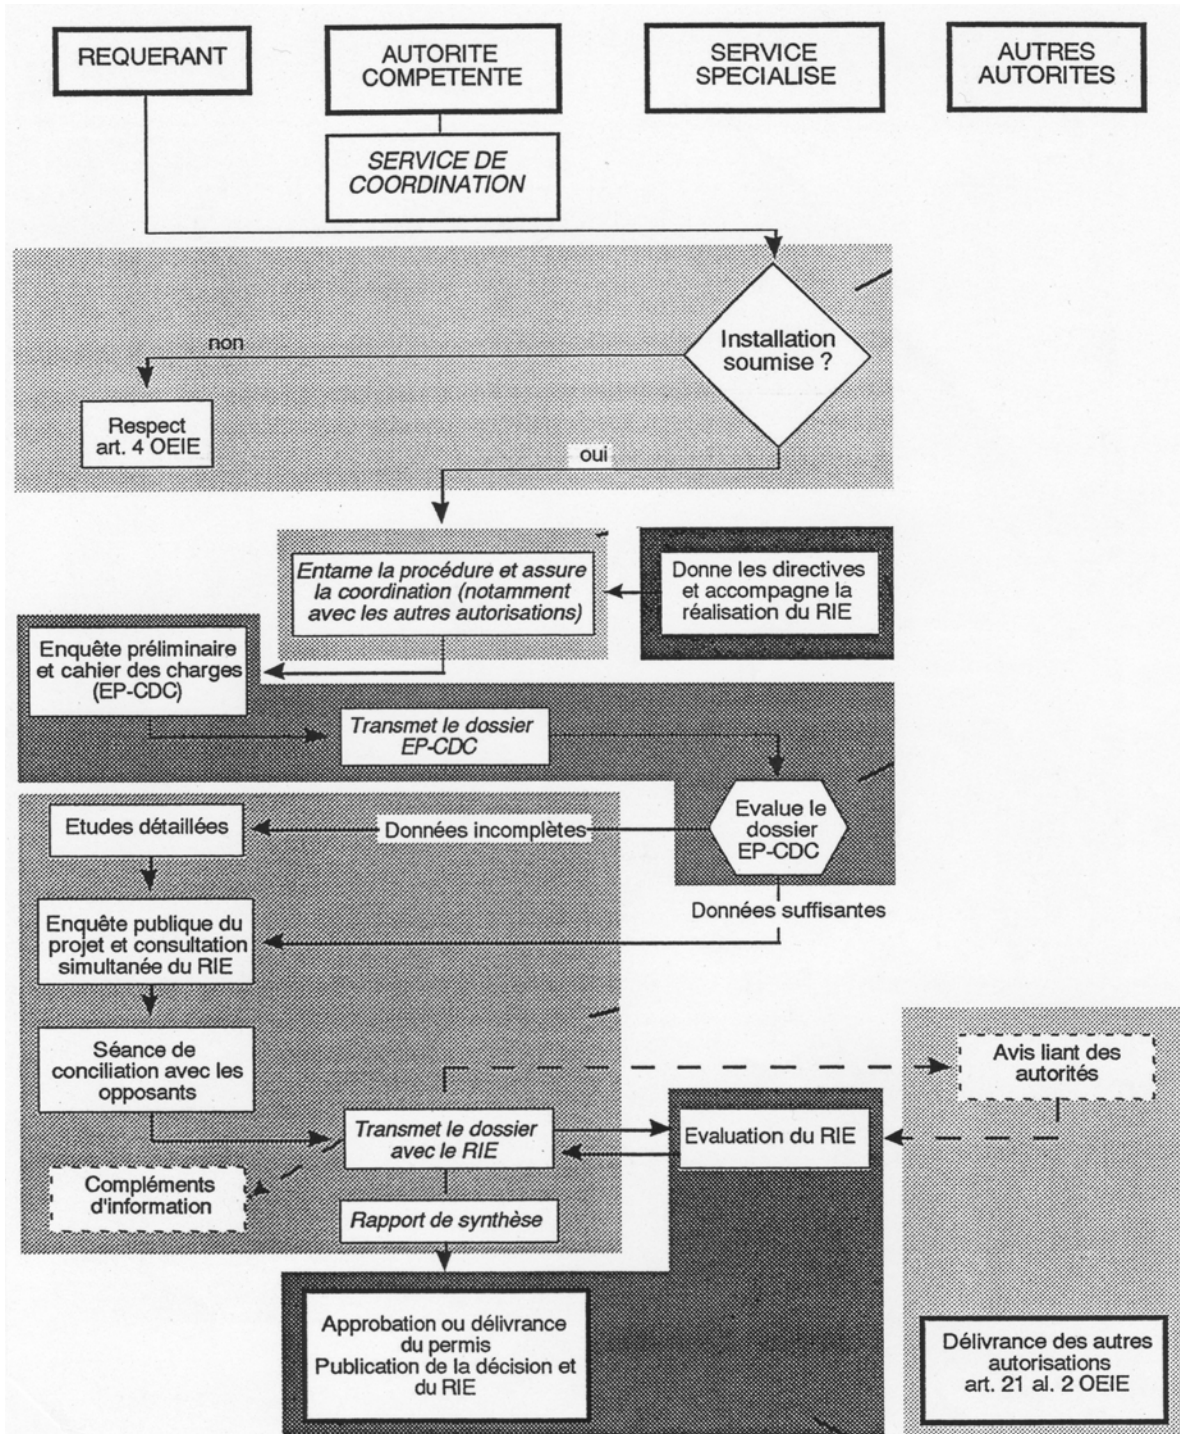 REQUERANT
AUTORITE
COMPETENTE
SERVICE
SPECIALISE
AUTRES
AUTORITES
SERVICE DE
COORDINATION
Installation
soumise ?
non
Respect
art. 4 OEIE
oui
Entame la procédure et assure
la coordination (notamment
avec les autres autorisations)
Donne les directives
et accompagne la
réalisation du RIE
Enquête préliminaire
et cahier des charges
(EP-CDC)
Transmet le dossier
EP-CDC
Evalue le
dossier
EP-CDC
Etudes détaillées
Données incomplètes
Données suffisantes
Enquête publique du
projet et consultation
simultanée du RIE
Séance de
conciliation avec les
opposants
Avis liant des
autorités
Transmet le dossier
avec le RIE
Evaluation du RIE
Compléments
d'information
Rapport de synthèse
Approbation ou délivrance
du permis
Publication de la décision et
du RIE
Délivrance des autres
autorisations
art. 21 al. 2 OEIE